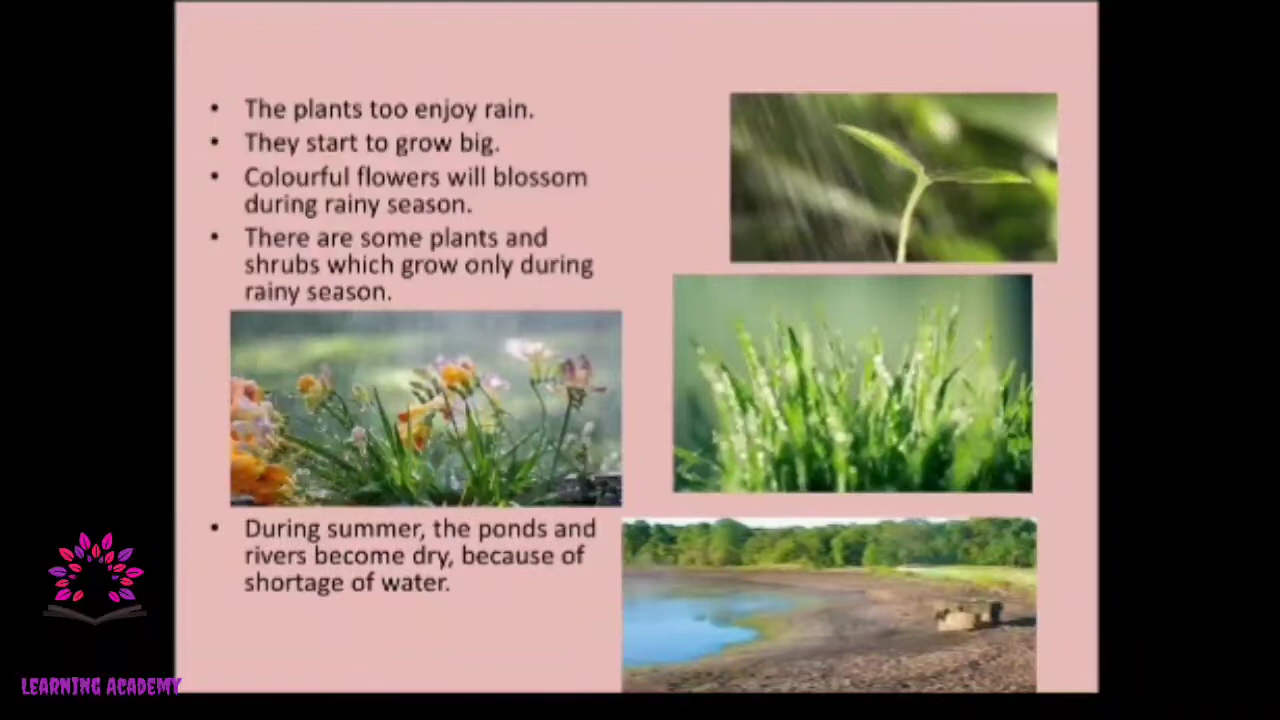 • The plants too enjoy rain.
• They start to grow big.
• Colourful flowers will blossom
during rainy season.
• There are some plants and
shrubs which grow only during
rainy season.
• During summer, the ponds and
rivers become dry, because of
shortage of water.
LEARNING ACADEMY